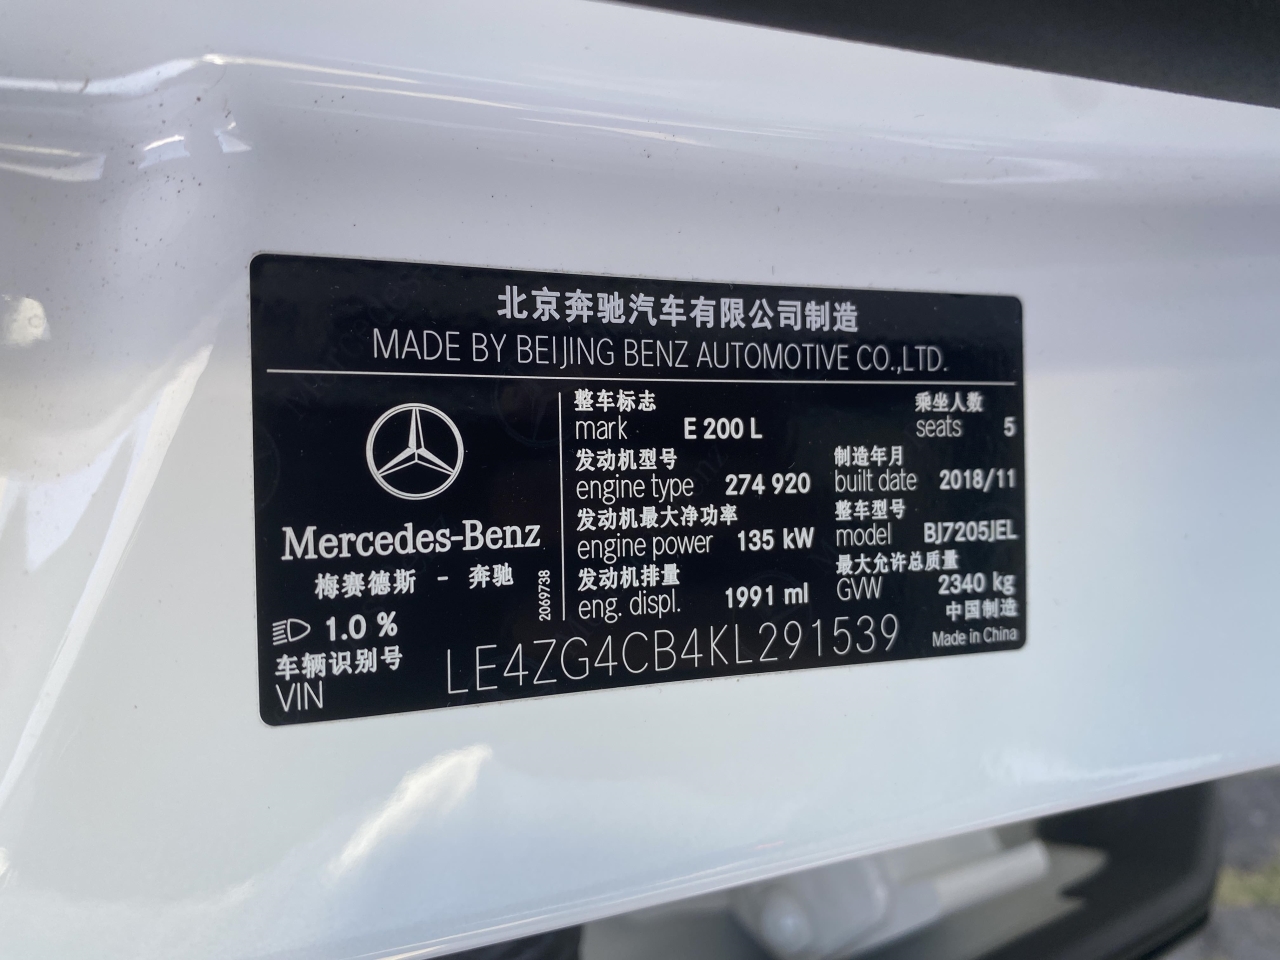 北京奔驰汽车有限公司制造
MADE BY BEIJING BENZ AUTOMOTIVE CO.,LTD.
Mercedes-Benz
梅赛德斯 - 奔驰
2069738
1.0 %
整车标志
mark E 200 L
乘坐人数
seats 5
发动机型号
engine type 274 920
制造年月
built date 2018/11
发动机最大净功率
engine power 135 kW
整车型号
model BJ7205JEL
发动机排量
eng. displ. 1991 ml
最大允许总质量
GVW 2340 kg
中国制造
Made in China
车辆识别号
VIN LE4ZG4CB4KL291539